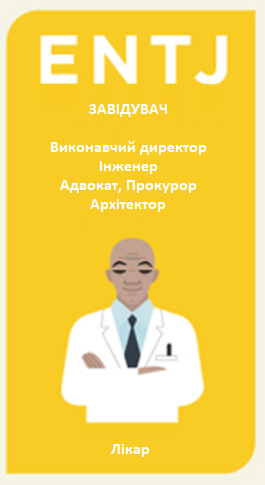 ENTJ
ЗАВІДУВАЧ
Виконавчий директор
Інженер
Адвокат, Прокурор
Архітектор
Лікар